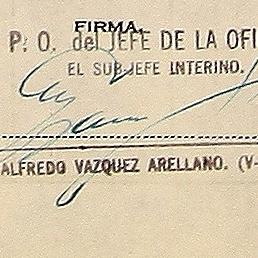 FIRMA.
P. O. del JEFE DE LA OFI
EL SUB-JEFE INTERINO.
ALFREDO VAZQUEZ ARELLANO. (V-